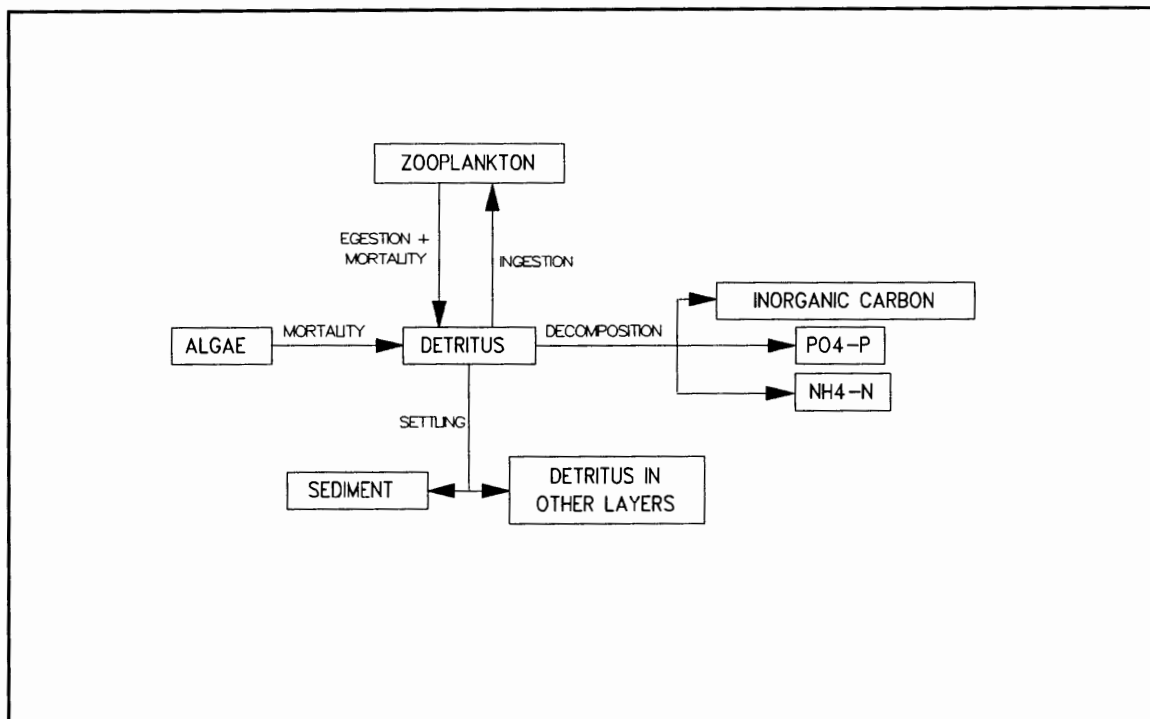 ZOOPLANKTON
EGESTION +
MORTALITY
INGESTION
INORGANIC CARBON
MORTALITY
DECOMPOSITION
ALGAE
DETRITUS
PO4-P
NH4-N
SETTLING
SEDIMENT
DETRITUS IN
OTHER LAYERS